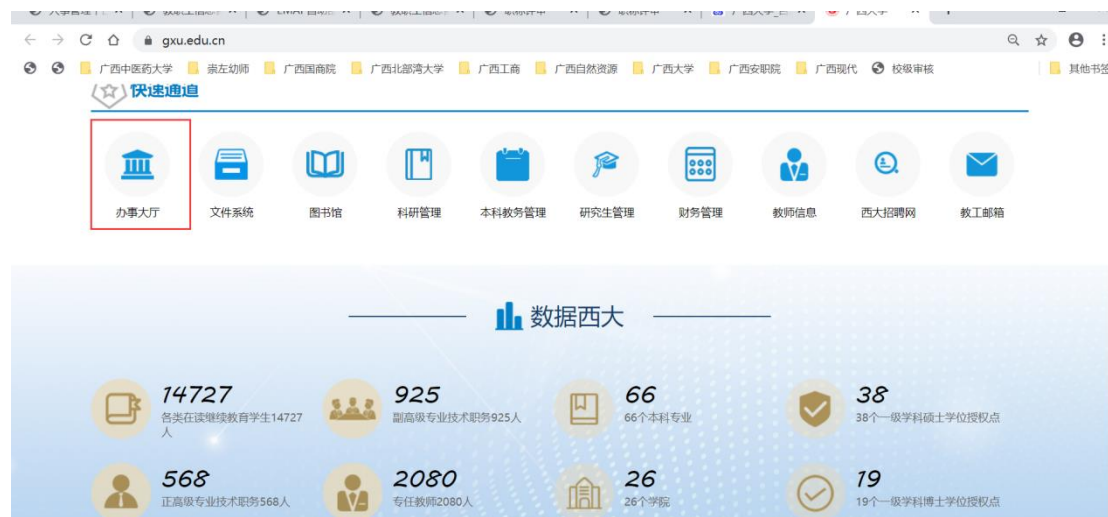 gxu.edu.cn
广西中医药大学 崇左幼师 广西国商院 广西北部湾大学 广西工商 广西自然资源 广西大学 广西安职院 广西现代 校级审核 其他书签
快速通道
办事大厅 文件系统 图书馆 科研管理 本科教务管理 研究生管理 财务管理 教师信息 西大招聘网 教工邮箱
数据西大
14727 925 66 38
各类在读继续教育学生14727人 副高级专业技术职务925人 66个本科专业 38个一级学科硕士学位授权点
568 2080 26 19
正高级专业技术职务568人 专任教师2080人 26个学院 19个一级学科博士学位授权点